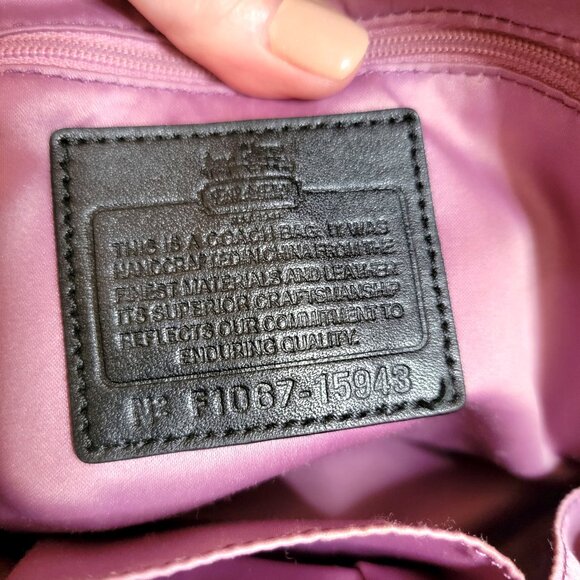 THIS IS A COACH BAG. IT WAS
HANDCRAFTED IN CHINA FROM THE
FINEST MATERIALS AND LEATHER.
ITS SUPERIOR CRAFTSMANSHIP
REFLECTS OUR COMMITMENT TO
ENDURING QUALITY.
Nº F1067-15943